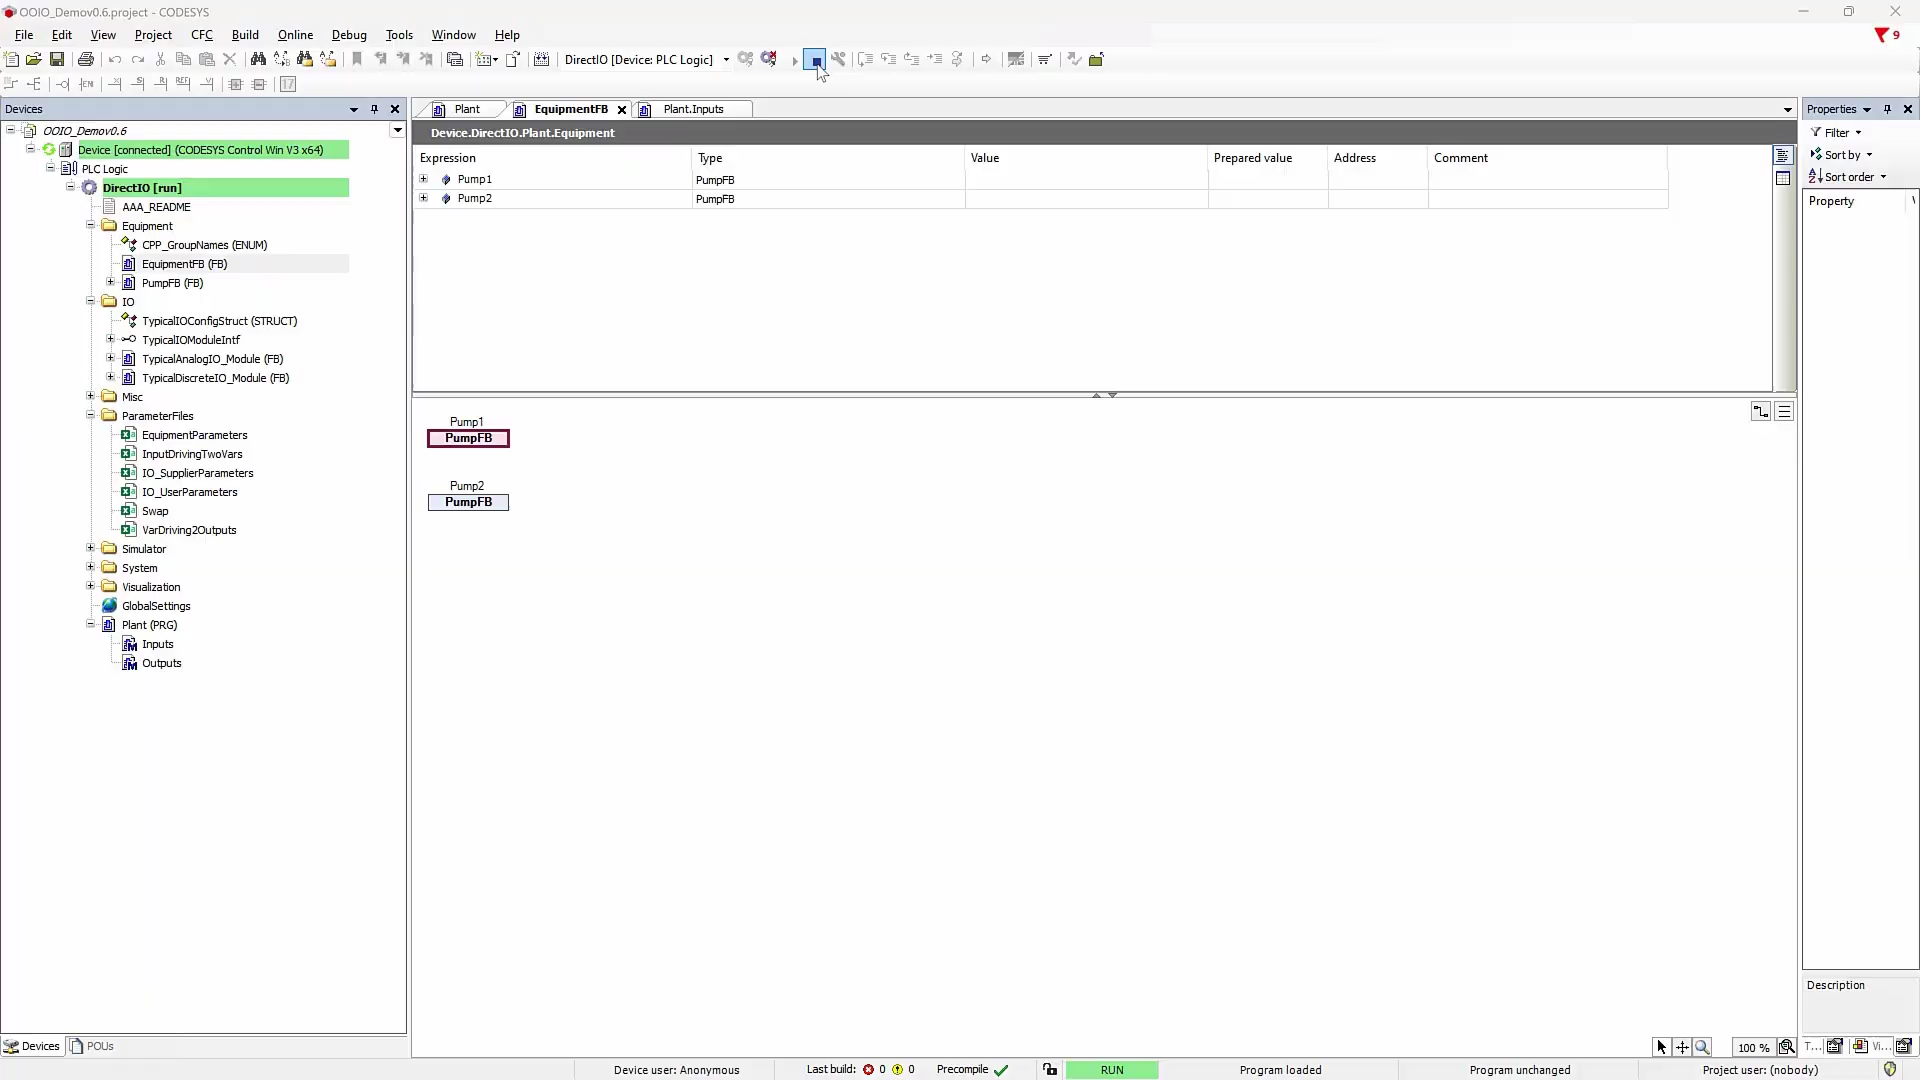 OOIO_Demov0.6.project - CODESYS
File Edit View Project CFC Build Online Debug Tools Window Help
9
DirectIO [Device: PLC Logic]
Devices
OOIO_Demov0.6
Device [connected] (CODESYS Control Win V3 x64)
PLC Logic
DirectIO [run]
AAA_README
Equipment
CPP_GroupNames (ENUM)
EquipmentFB (FB)
PumpFB (FB)
IO
TypicalIOConfigStruct (STRUCT)
TypicalIOModuleIntf
TypicalAnalogIO_Module (FB)
TypicalDiscreteIO_Module (FB)
Misc
ParameterFiles
EquipmentParameters
InputDrivingTwoVars
IO_SupplierParameters
IO_UserParameters
Swap
VarDriving2Outputs
Simulator
System
Visualization
GlobalSettings
Plant (PRG)
Inputs
Outputs
Devices POUs
Plant EquipmentFB Plant.Inputs
Device.DirectIO.Plant.Equipment
Expression Type Value Prepared value Address Comment
Pump1 PumpFB
Pump2 PumpFB
Pump1
PumpFB
Pump2
PumpFB
100 %
Properties
Filter
Sort by
Sort order
Property
Description
T... Vi...
Device user: Anonymous Last build: 0 0 Precompile RUN Program loaded Program unchanged Project user: (nobody)